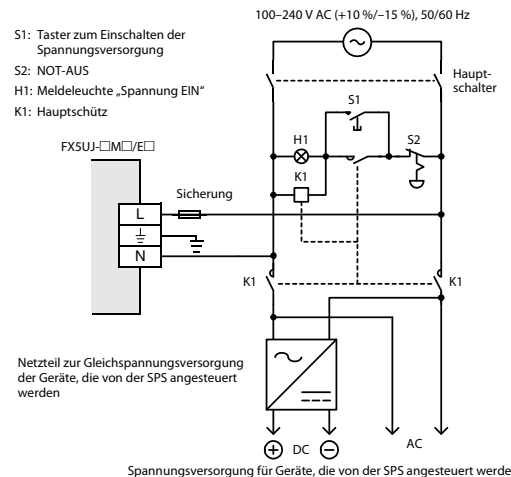 100–240 V AC (+10 %/–15 %), 50/60 Hz
S1: Taster zum Einschalten der
Spannungsversorgung
S2: NOT-AUS
H1: Meldeleuchte „Spannung EIN"
K1: Hauptschütz
Haupt-
schalter
S1
H1
S2
K1
FX5UJ-□M□/E□
Sicherung
L
N
K1
K1
Netzteil zur Gleichspannungsversorgung
der Geräte, die von der SPS angesteuert
werden
+ DC –
AC
Spannungsversorgung für Geräte, die von der SPS angesteuert werde